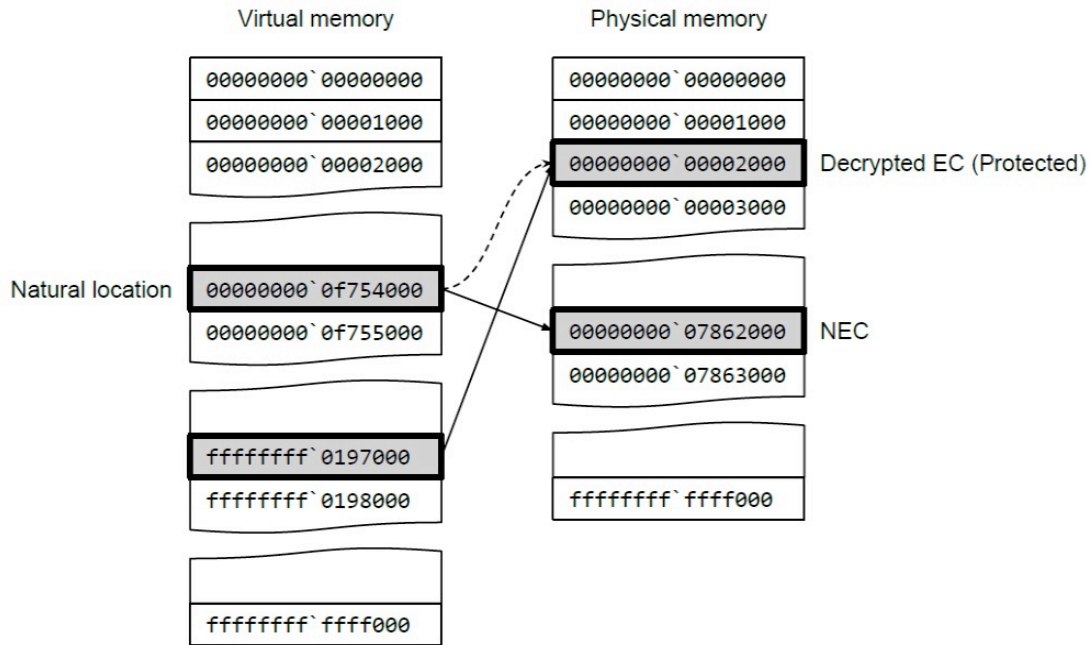 Virtual memory
Physical memory
00000000`00000000
00000000`00001000
00000000`00002000
Natural location
00000000`0f754000
00000000`0f755000
ffffffff`0197000
ffffffff`0198000
ffffffff`ffff000
00000000`00000000
00000000`00001000
00000000`00002000
Decrypted EC (Protected)
00000000`00003000
00000000`07862000
NEC
00000000`07863000
ffffffff`ffff000